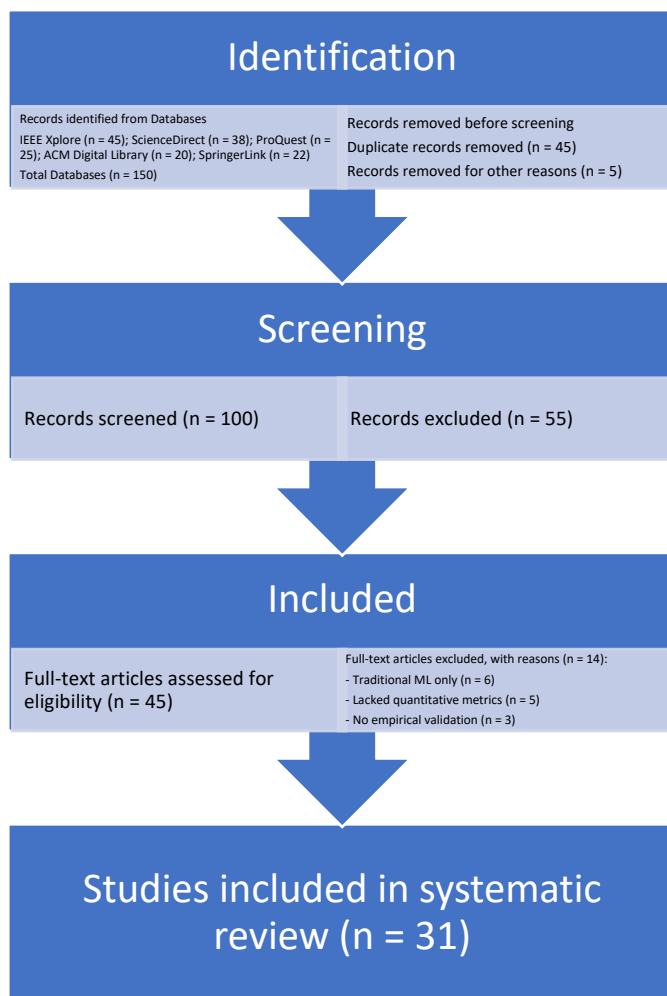 Identification
Records identified from Databases
IEEE Xplore (n = 45); ScienceDirect (n = 38); ProQuest (n =
25); ACM Digital Library (n = 20); SpringerLink (n = 22)
Total Databases (n = 150)
Records removed before screening
Duplicate records removed (n = 45)
Records removed for other reasons (n = 5)
Screening
Records screened (n = 100)
Records excluded (n = 55)
Included
Full-text articles assessed for
eligibility (n = 45)
Full-text articles excluded, with reasons (n = 14):
- Traditional ML only (n = 6)
- Lacked quantitative metrics (n = 5)
- No empirical validation (n = 3)
Studies included in systematic
review (n = 31)